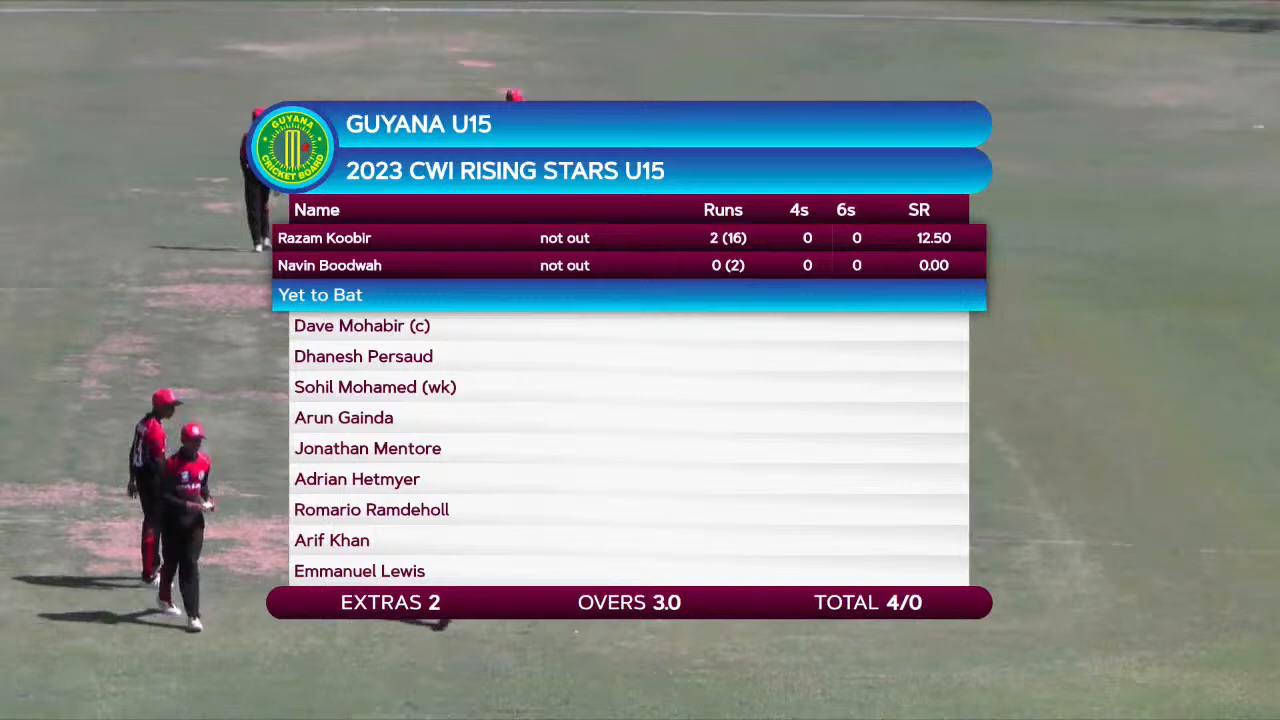 GUYANA
CRICKET BOARD
GUYANA U15
2023 CWI RISING STARS U15
Name Runs 4s 6s SR
Razam Koobir not out 2 (16) 0 0 12.50
Navin Boodwah not out 0 (2) 0 0 0.00
Yet to Bat
Dave Mohabir (c)
Dhanesh Persaud
Sohil Mohamed (wk)
Arun Gainda
Jonathan Mentore
Adrian Hetmyer
Romario Ramdeholl
Arif Khan
Emmanuel Lewis
EXTRAS 2 OVERS 3.0 TOTAL 4/0